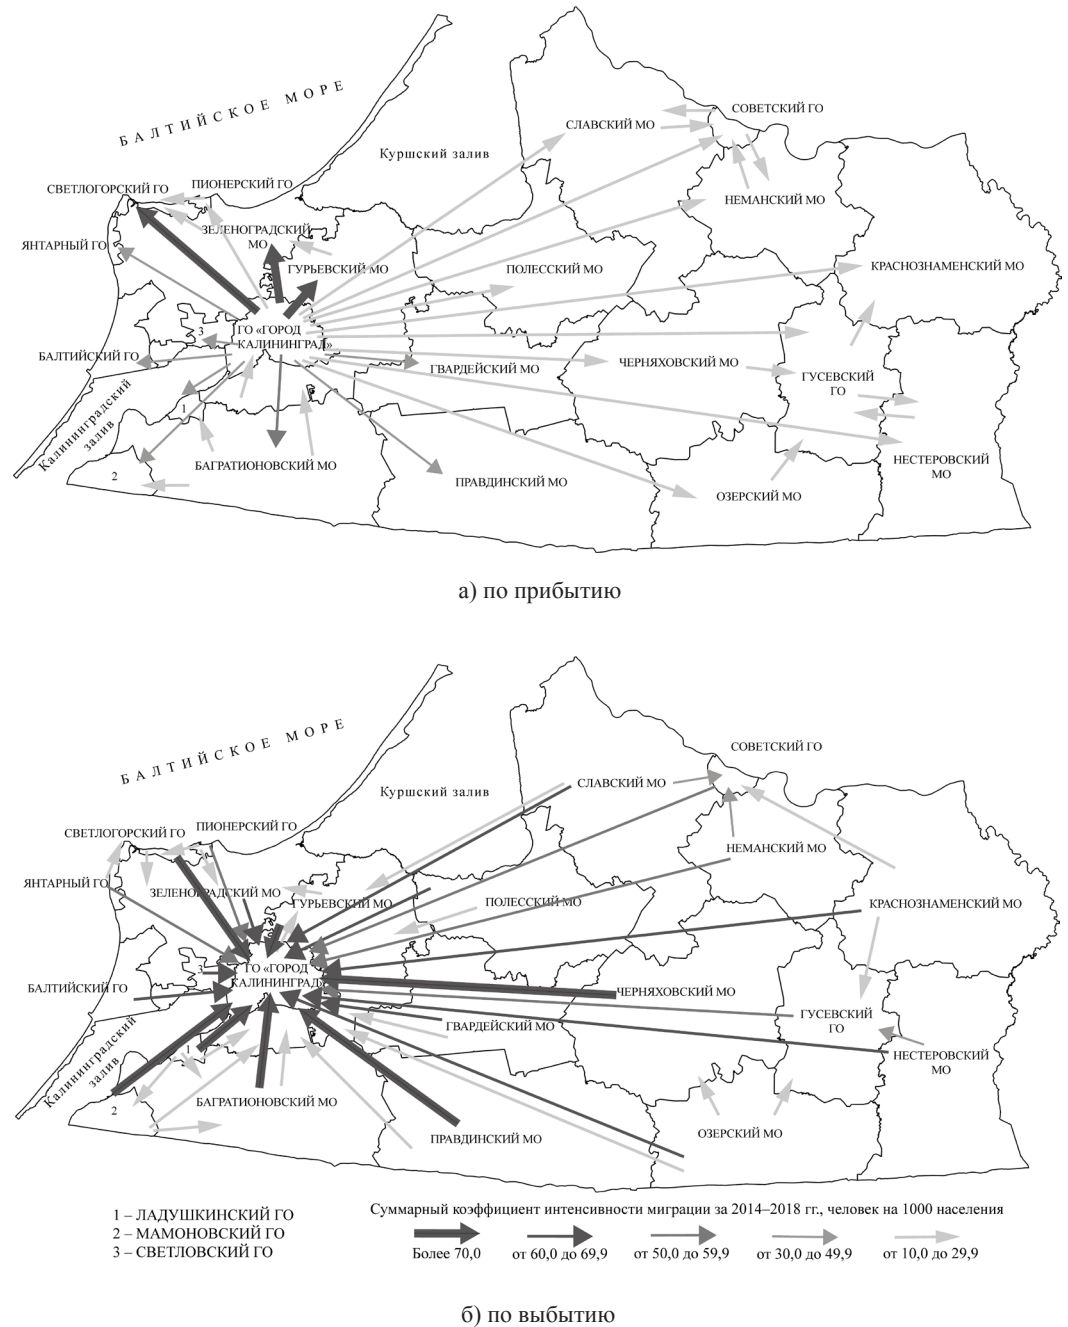 БАЛТИЙСКОЕ МОРЕ
СОВЕТСКИЙ ГО
СЛАВСКИЙ МО
Куршский залив
СВЕТЛОГОРСКИЙ ГО
ПИОНЕРСКИЙ ГО
НЕМАНСКИЙ МО
ЗЕЛЕНОГРАДСКИЙ
МО
ЯНТАРНЫЙ ГО
ГУРЬЕВСКИЙ МО
ПОЛЕССКИЙ МО
КРАСНОЗНАМЕНСКИЙ МО
3
ГО «ГОРОД
КАЛИНИНГРАД»
БАЛТИЙСКИЙ ГО
ГВАРДЕЙСКИЙ МО
ЧЕРНЯХОВСКИЙ МО
ГУСЕВСКИЙ
ГО
Калининградский
залив
1
БАГРАТИОНОВСКИЙ МО
НЕСТЕРОВСКИЙ
МО
2
ПРАВДИНСКИЙ МО
ОЗЕРСКИЙ МО
а) по прибытию
БАЛТИЙСКОЕ МОРЕ
СОВЕТСКИЙ ГО
СЛАВСКИЙ МО
Куршский залив
СВЕТЛОГОРСКИЙ ГО
ПИОНЕРСКИЙ ГО
НЕМАНСКИЙ МО
ЯНТАРНЫЙ ГО
ЗЕЛЕНОГРАДСКИЙ МО
ГУРЬЕВСКИЙ МО
ПОЛЕССКИЙ МО
КРАСНОЗНАМЕНСКИЙ МО
3
ГО «ГОРОД
КАЛИНИНГРАД»
БАЛТИЙСКИЙ ГО
ЧЕРНЯХОВСКИЙ МО
ГВАРДЕЙСКИЙ МО
ГУСЕВСКИЙ
ГО
Калининградский
залив
1
НЕСТЕРОВСКИЙ
МО
БАГРАТИОНОВСКИЙ МО
2
ПРАВДИНСКИЙ МО
ОЗЕРСКИЙ МО
1 – ЛАДУШКИНСКИЙ ГО
2 – МАМОНОВСКИЙ ГО
3 – СВЕТЛОВСКИЙ ГО
Суммарный коэффициент интенсивности миграции за 2014–2018 гг., человек на 1000 населения
Более 70,0
от 60,0 до 69,9
от 50,0 до 59,9
от 30,0 до 49,9
от 10,0 до 29,9
б) по выбытию